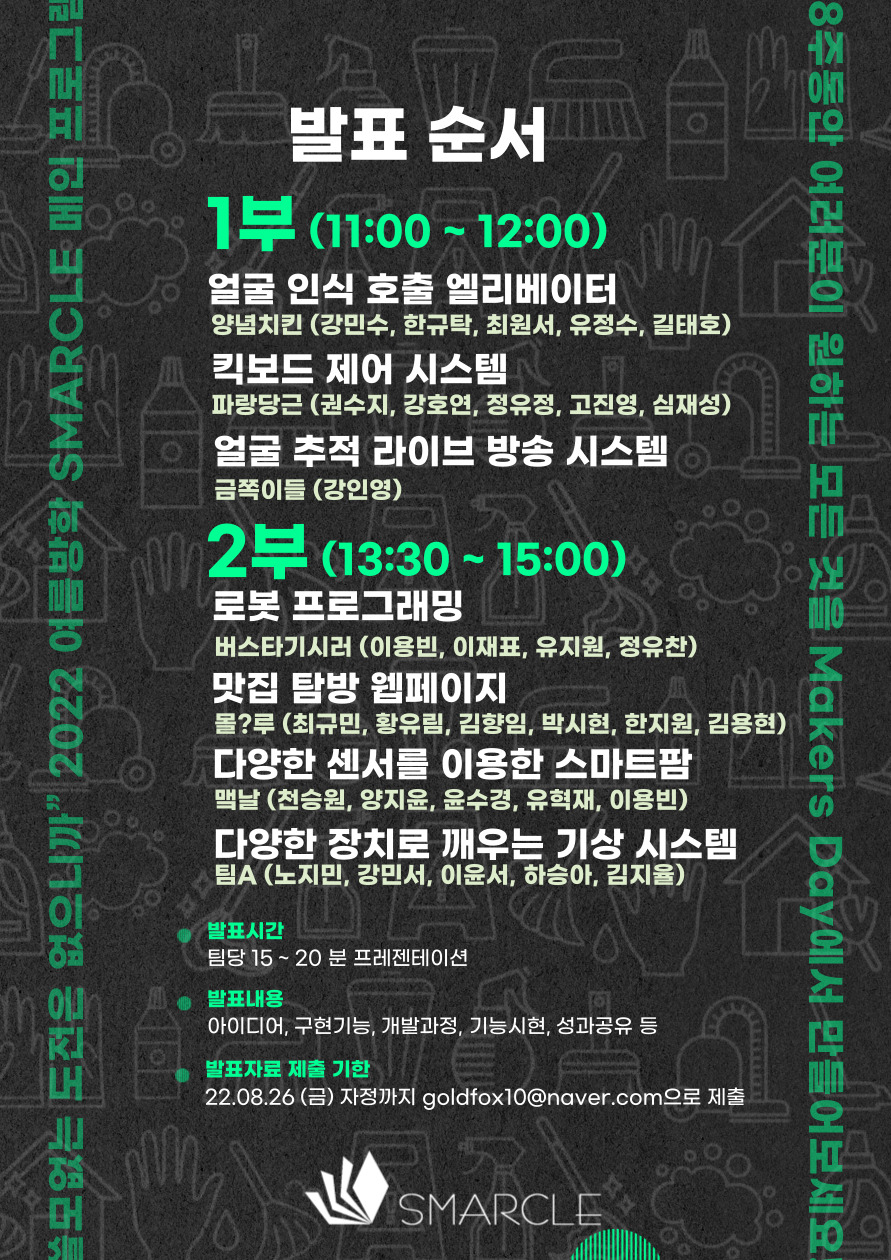 발표 순서
1부 (11:00 ~ 12:00)
얼굴 인식 호출 엘리베이터
양념치킨 (강민수, 한규탁, 최원서, 유정수, 길태호)
킥보드 제어 시스템
파랑당근 (권수지, 강호연, 정유정, 고진영, 심재성)
얼굴 추적 라이브 방송 시스템
금쪽이들 (강인영)
2부 (13:30 ~ 15:00)
로봇 프로그래밍
버스타기시러 (이용빈, 이재표, 유지원, 정유찬)
맛집 탐방 웹페이지
몰?루 (최규민, 황유림, 김향임, 박시현, 한지원, 김용현)
다양한 센서를 이용한 스마트팜
맥날 (천승원, 양지윤, 윤수경, 유혁재, 이용빈)
다양한 장치로 깨우는 기상 시스템
팀A (노지민, 강민서, 이윤서, 하승아, 김지율)
발표시간
팀당 15 ~ 20 분 프레젠테이션
발표내용
아이디어, 구현기능, 개발과정, 기능시현, 성과공유 등
발표자료 제출 기한
22.08.26 (금) 자정까지 goldfox10@naver.com으로 제출
SMARCLE
쓸모없는 도전은 없으니까” 2022 여름방학 SMARCLE 메인 프로그램
8주동안 여러분이 원하는 모든 것을 Makers Day에서 만들어보세요